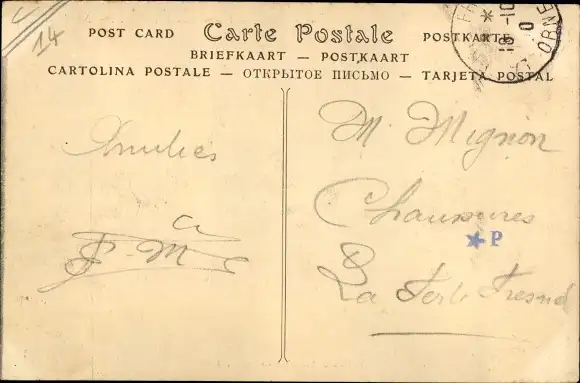 14
POST CARD Carte Postale POSTKARTE
BRIEFKAART — POSTKAART
CARTOLINA POSTALE — ОТКРЫТОЕ ПИСЬМО — TARJETA POSTAL
ORNE
M. Mignon
Chaussures
P
La Ferté Fresnel